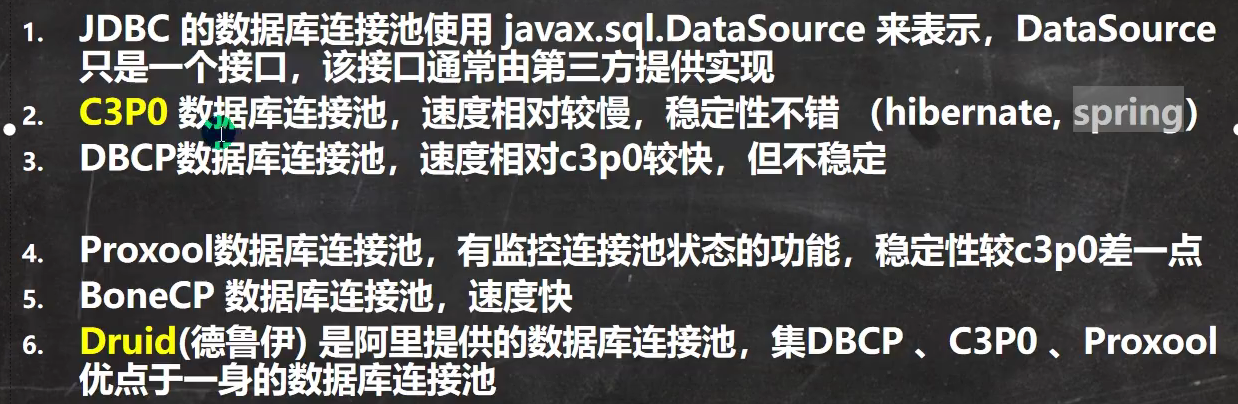 1. JDBC 的数据库连接池使用 javax.sql.DataSource 来表示，DataSource
只是一个接口，该接口通常由第三方提供实现
2. C3P0 数据库连接池，速度相对较慢，稳定性不错 （hibernate, spring）
3. DBCP数据库连接池，速度相对c3p0较快，但不稳定
4. Proxool数据库连接池，有监控连接池状态的功能，稳定性较c3p0差一点
5. BoneCP 数据库连接池，速度快
6. Druid(德鲁伊) 是阿里提供的数据库连接池，集DBCP 、C3P0 、Proxool
优点于一身的数据库连接池